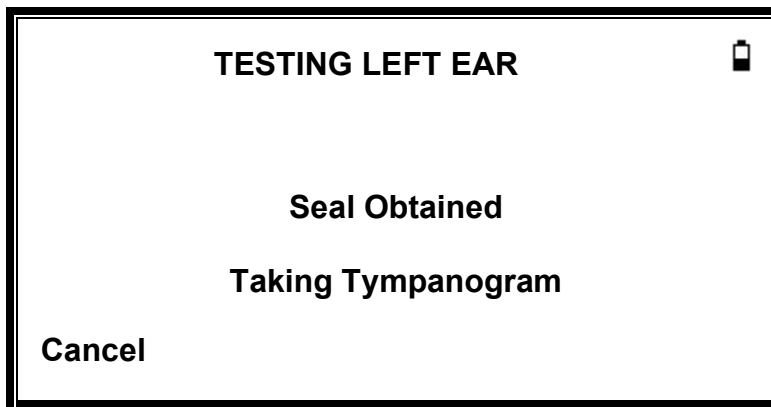 TESTING LEFT EAR
Seal Obtained
Taking Tympanogram
Cancel